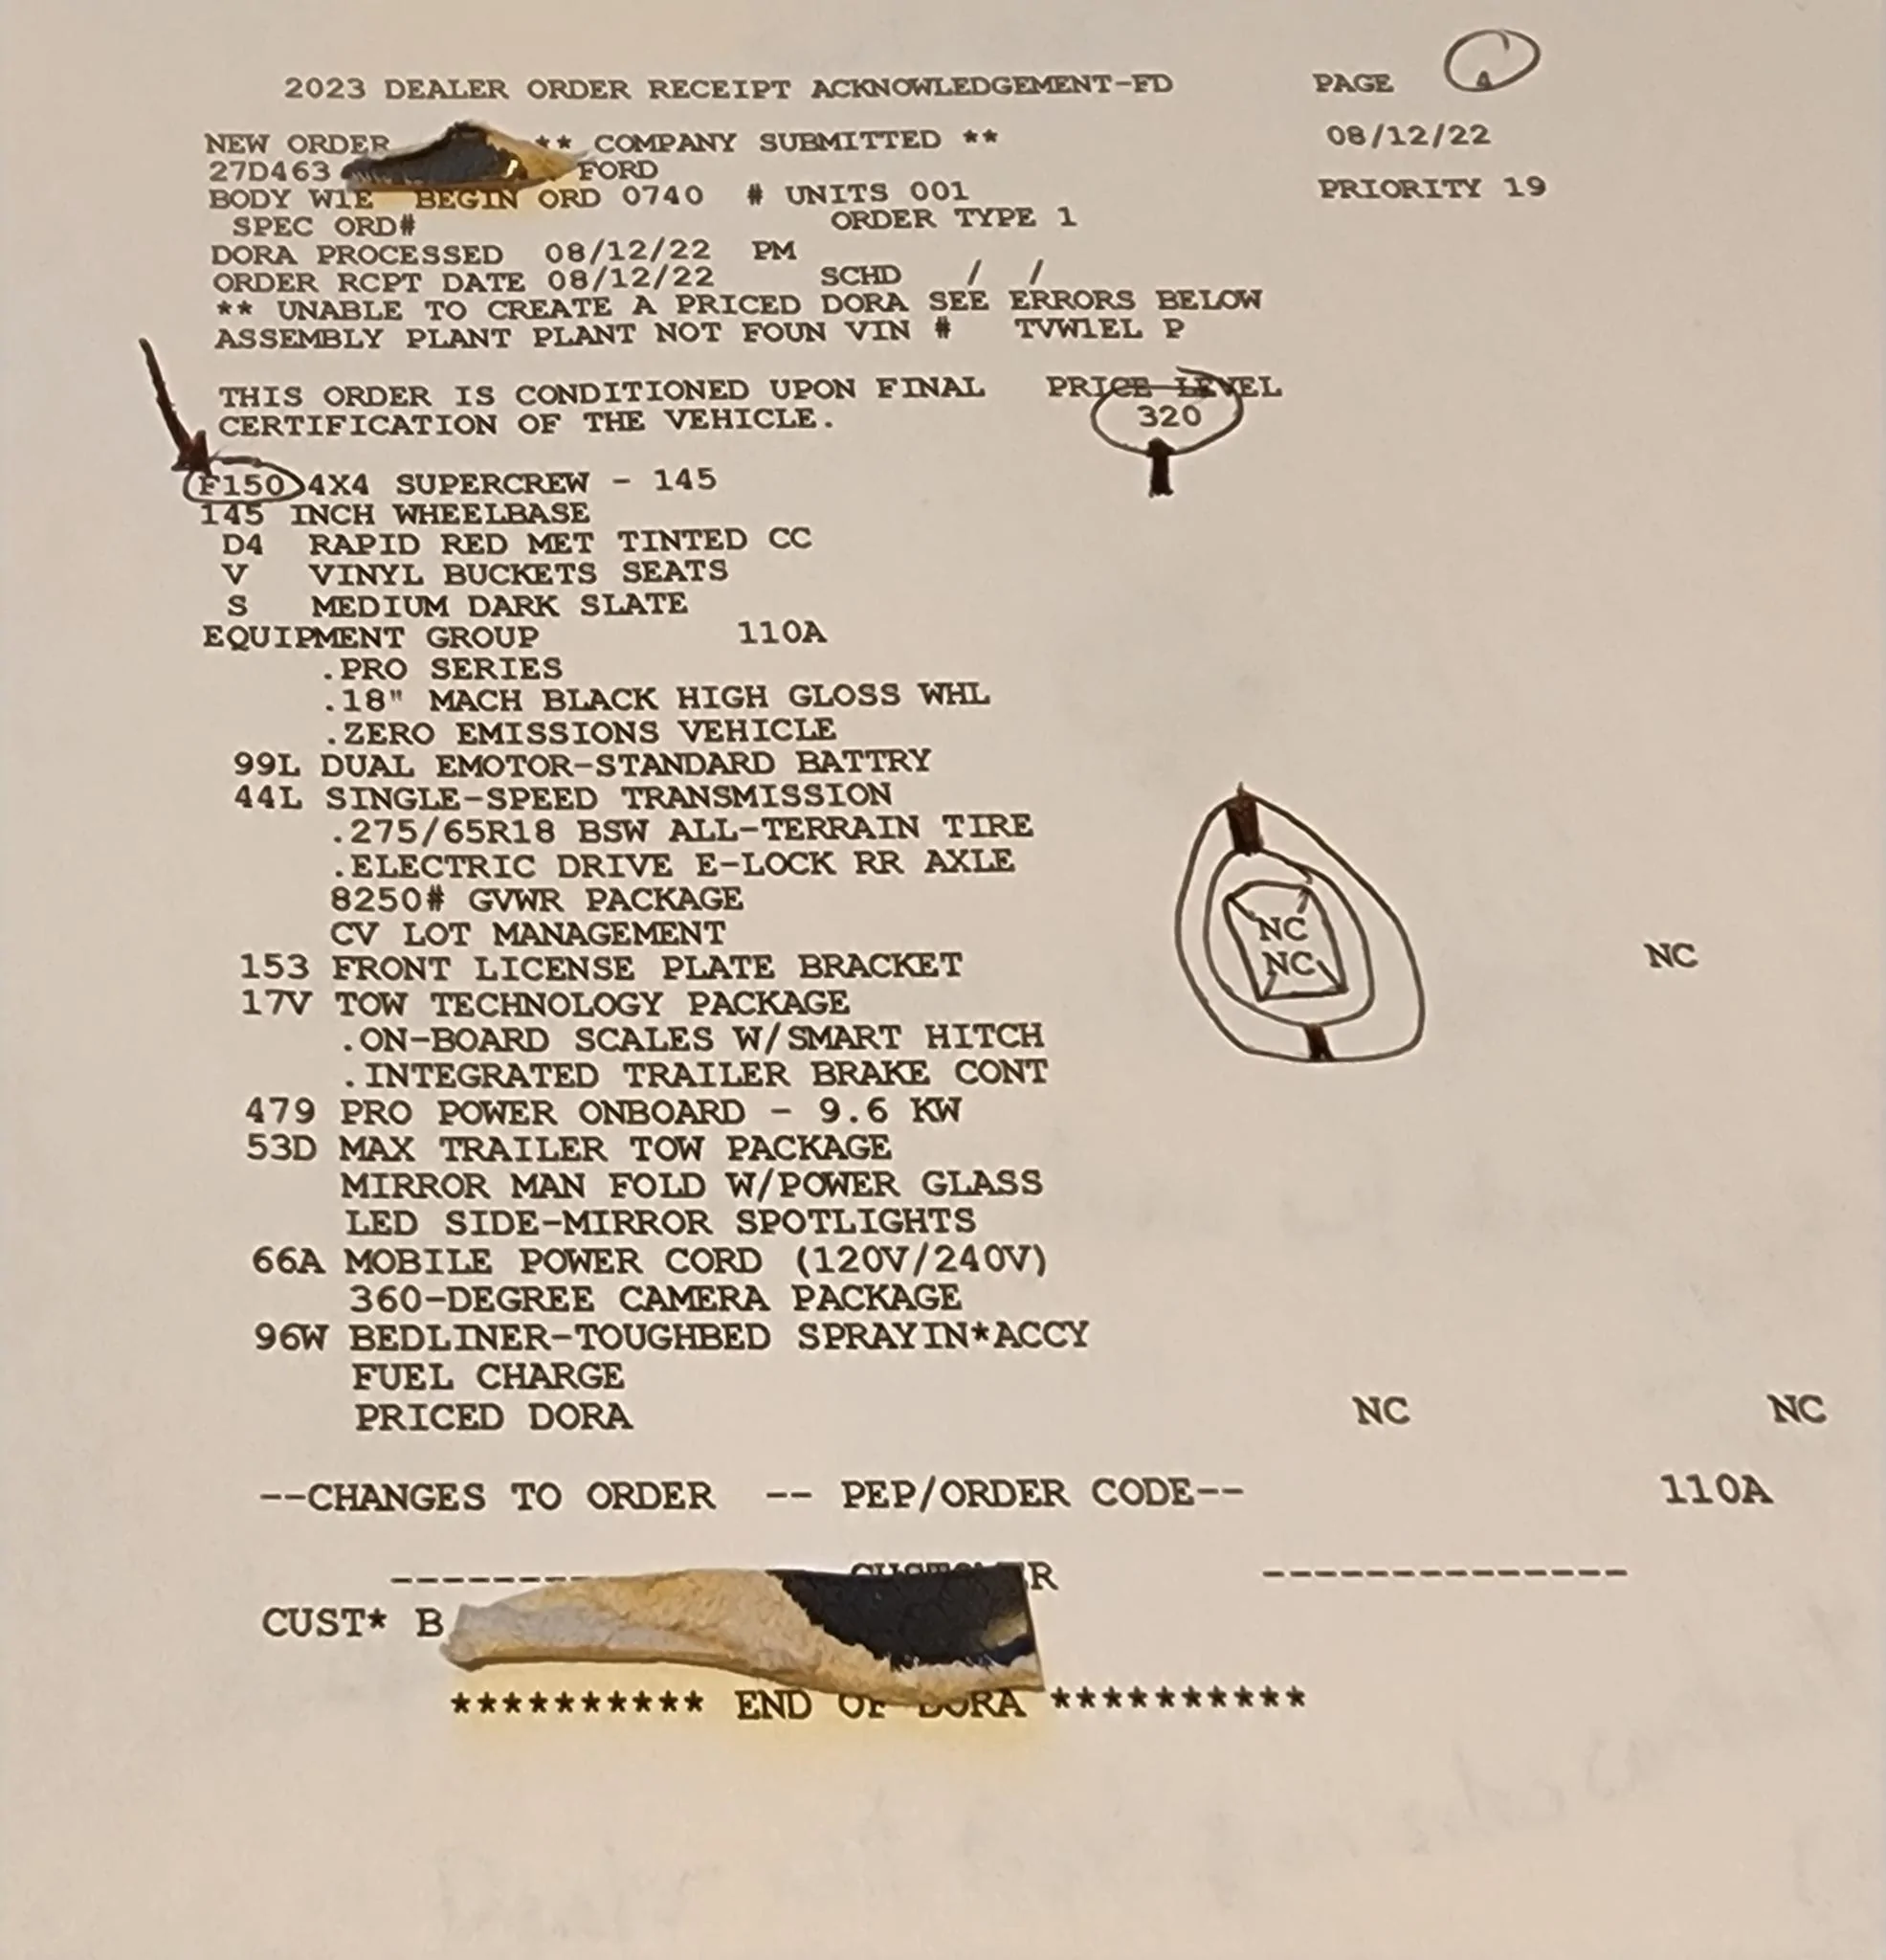 2023 DEALER ORDER RECEIPT ACKNOWLEDGEMENT-FD PAGE
NEW ORDER ** COMPANY SUBMITTED ** 08/12/22
27D463 FORD
BODY W1E BEGIN ORD 0740 # UNITS 001 PRIORITY 19
SPEC ORD# ORDER TYPE 1
DORA PROCESSED 08/12/22 PM
ORDER RCPT DATE 08/12/22 SCHD / /
** UNABLE TO CREATE A PRICED DORA SEE ERRORS BELOW
ASSEMBLY PLANT PLANT NOT FOUN VIN # TVW1EL P
THIS ORDER IS CONDITIONED UPON FINAL PRICE LEVEL
CERTIFICATION OF THE VEHICLE. 320
F150 4X4 SUPERCREW - 145
145 INCH WHEELBASE
D4 RAPID RED MET TINTED CC
V VINYL BUCKETS SEATS
S MEDIUM DARK SLATE
EQUIPMENT GROUP 110A
.PRO SERIES
.18" MACH BLACK HIGH GLOSS WHL
.ZERO EMISSIONS VEHICLE
99L DUAL EMOTOR-STANDARD BATTRY
44L SINGLE-SPEED TRANSMISSION
.275/65R18 BSW ALL-TERRAIN TIRE
.ELECTRIC DRIVE E-LOCK RR AXLE
8250# GVWR PACKAGE
CV LOT MANAGEMENT NC
153 FRONT LICENSE PLATE BRACKET NC NC
17V TOW TECHNOLOGY PACKAGE
.ON-BOARD SCALES W/SMART HITCH
.INTEGRATED TRAILER BRAKE CONT
479 PRO POWER ONBOARD - 9.6 KW
53D MAX TRAILER TOW PACKAGE
MIRROR MAN FOLD W/POWER GLASS
LED SIDE-MIRROR SPOTLIGHTS
66A MOBILE POWER CORD (120V/240V)
360-DEGREE CAMERA PACKAGE
96W BEDLINER-TOUGHBED SPRAYIN*ACCY
FUEL CHARGE
PRICED DORA NC NC
--CHANGES TO ORDER -- PEP/ORDER CODE-- 110A
CUST* B
********** END OF DORA **********